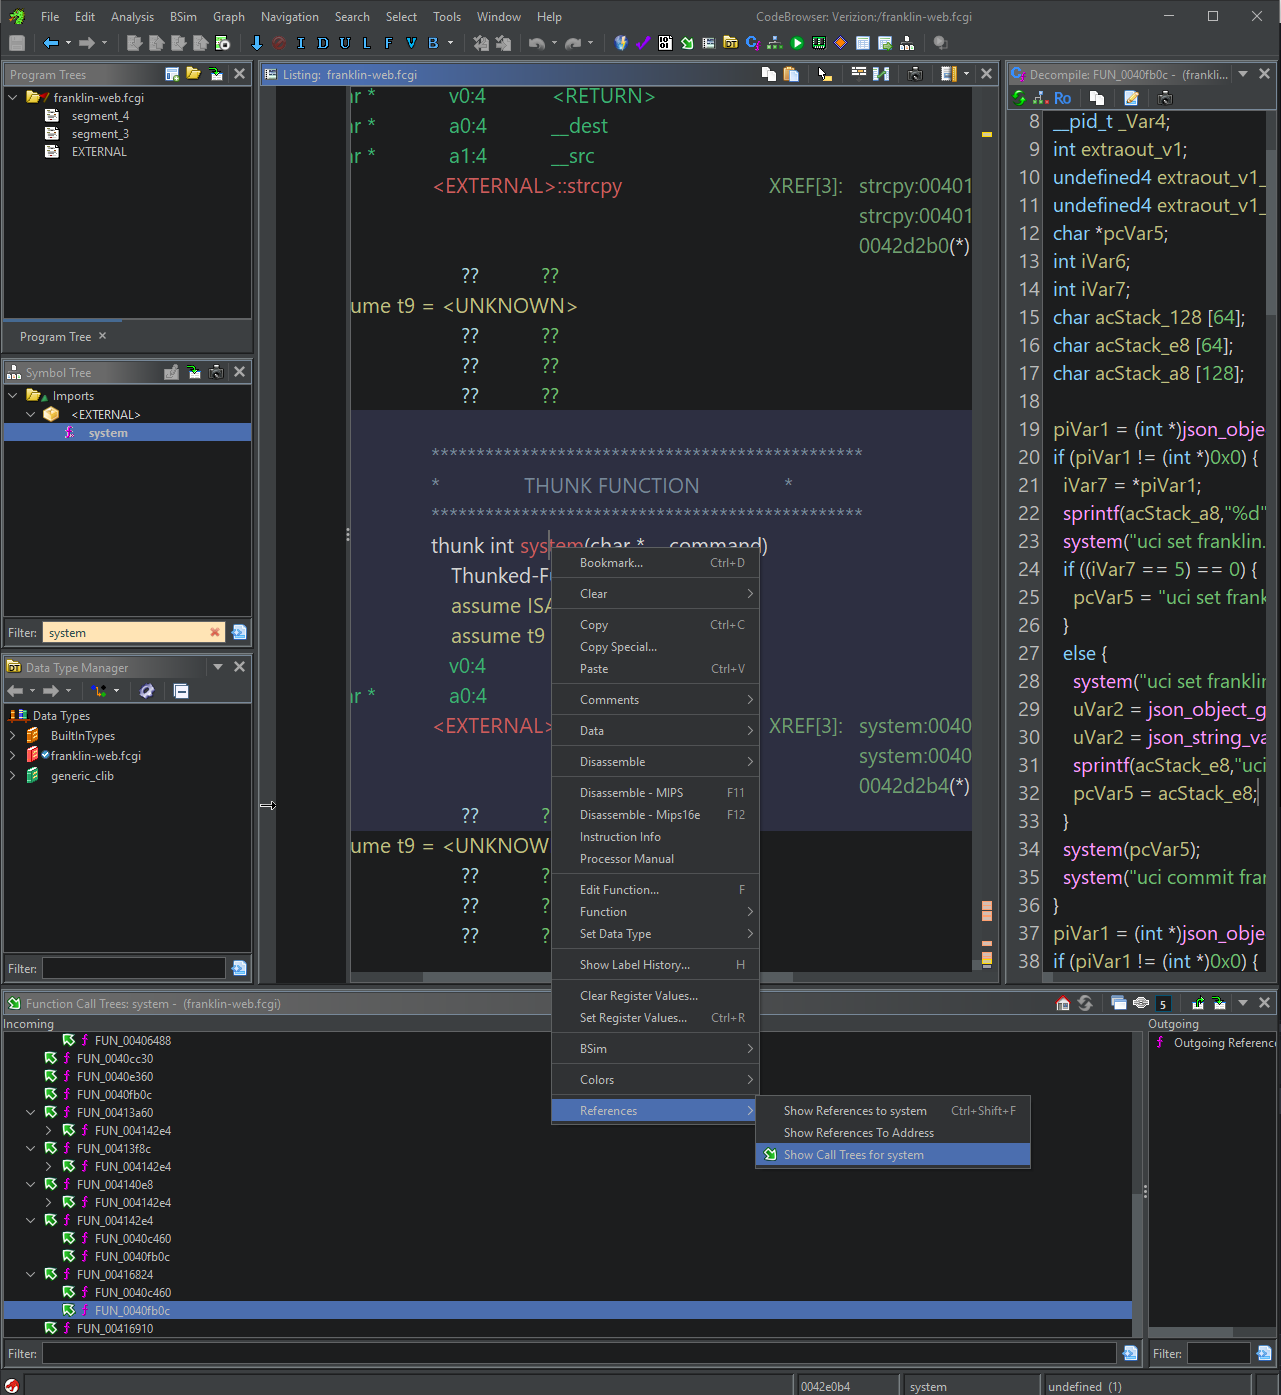 File Edit Analysis BSim Graph Navigation Search Select Tools Window Help
CodeBrowser: Verizion:/franklin-web.fcgi
I D U L F V B
Program Trees
franklin-web.fcgi
segment_4
segment_3
EXTERNAL
Program Tree
Symbol Tree
Imports
<EXTERNAL>
system
Filter: system
Data Type Manager
Data Types
BuiltInTypes
franklin-web.fcgi
generic_clib
Filter:
Listing: franklin-web.fcgi
ar * v0:4 <RETURN>
ar * a0:4 __dest
ar * a1:4 __src
<EXTERNAL>::strcpy XREF[3]: strcpy:00401
strcpy:00401
0042d2b0(*)
?? ??
ume t9 = <UNKNOWN>
?? ??
?? ??
?? ??
************************************************
* THUNK FUNCTION *
************************************************
thunk int system(char * __command)
Thunked-F
assume ISA
assume t9
v0:4
ar * a0:4
<EXTERNAL> XREF[3]: system:0040
system:0040
0042d2b4(*)
?? ?
ume t9 = <UNKNOW
?? ?
?? ?
?? ?
Bookmark... Ctrl+D
Clear
Copy Ctrl+C
Copy Special...
Paste Ctrl+V
Comments
Data
Disassemble
Disassemble - MIPS F11
Disassemble - Mips16e F12
Instruction Info
Processor Manual
Edit Function... F
Function
Set Data Type
Show Label History... H
Clear Register Values...
Set Register Values... Ctrl+R
BSim
Colors
References
Show References to system Ctrl+Shift+F
Show References To Address
Show Call Trees for system
Decompile: FUN_0040fb0c - (frankli...
Ro
8 __pid_t _Var4;
9 int extraout_v1;
10 undefined4 extraout_v1_
11 undefined4 extraout_v1_
12 char *pcVar5;
13 int iVar6;
14 int iVar7;
15 char acStack_128 [64];
16 char acStack_e8 [64];
17 char acStack_a8 [128];
18
19 piVar1 = (int *)json_obje
20 if (piVar1 != (int *)0x0) {
21 iVar7 = *piVar1;
22 sprintf(acStack_a8,"%d"
23 system("uci set franklin.
24 if ((iVar7 == 5) == 0) {
25 pcVar5 = "uci set frank
26 }
27 else {
28 system("uci set franklin
29 uVar2 = json_object_g
30 uVar2 = json_string_va
31 sprintf(acStack_e8,"uci
32 pcVar5 = acStack_e8;
33 }
34 system(pcVar5);
35 system("uci commit fran
36 }
37 piVar1 = (int *)json_obje
38 if (piVar1 != (int *)0x0) {
Function Call Trees: system - (franklin-web.fcgi)
5
Incoming
FUN_00406488
FUN_0040cc30
FUN_0040e360
FUN_0040fb0c
FUN_00413a60
FUN_004142e4
FUN_00413f8c
FUN_004142e4
FUN_004140e8
FUN_004142e4
FUN_004142e4
FUN_0040c460
FUN_0040fb0c
FUN_00416824
FUN_0040c460
FUN_0040fb0c
FUN_00416910
Filter:
Outgoing
Outgoing Referenc
Filter:
0042e0b4 system undefined (1)